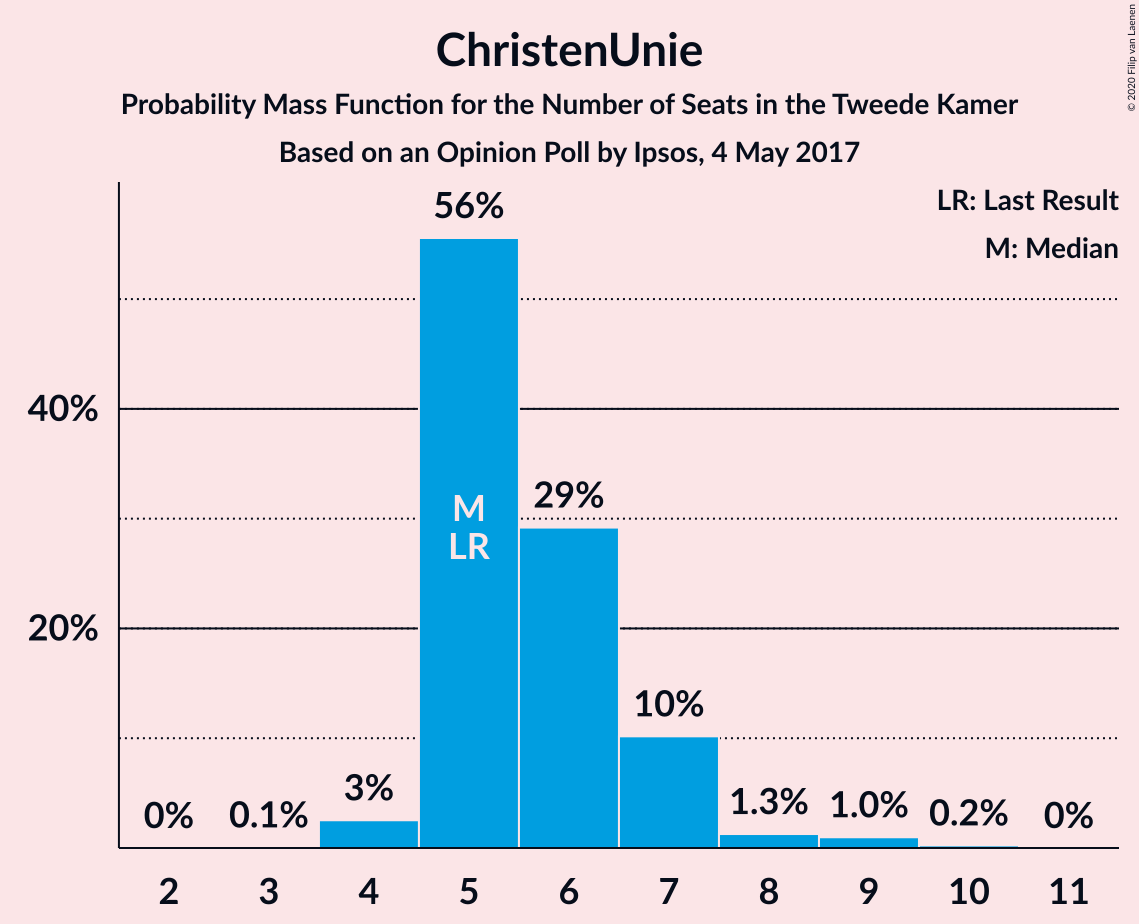 ChristenUnie
Probability Mass Function for the Number of Seats in the Tweede Kamer
Based on an Opinion Poll by Ipsos, 4 May 2017
© 2020 Filip van Laenen
LR: Last Result
M: Median
56%
40%
M
29%
LR
20%
10%
3%
0%
0.1%
1.3%
1.0%
0.2%
0%
2 3 4 5 6 7 8 9 10 11